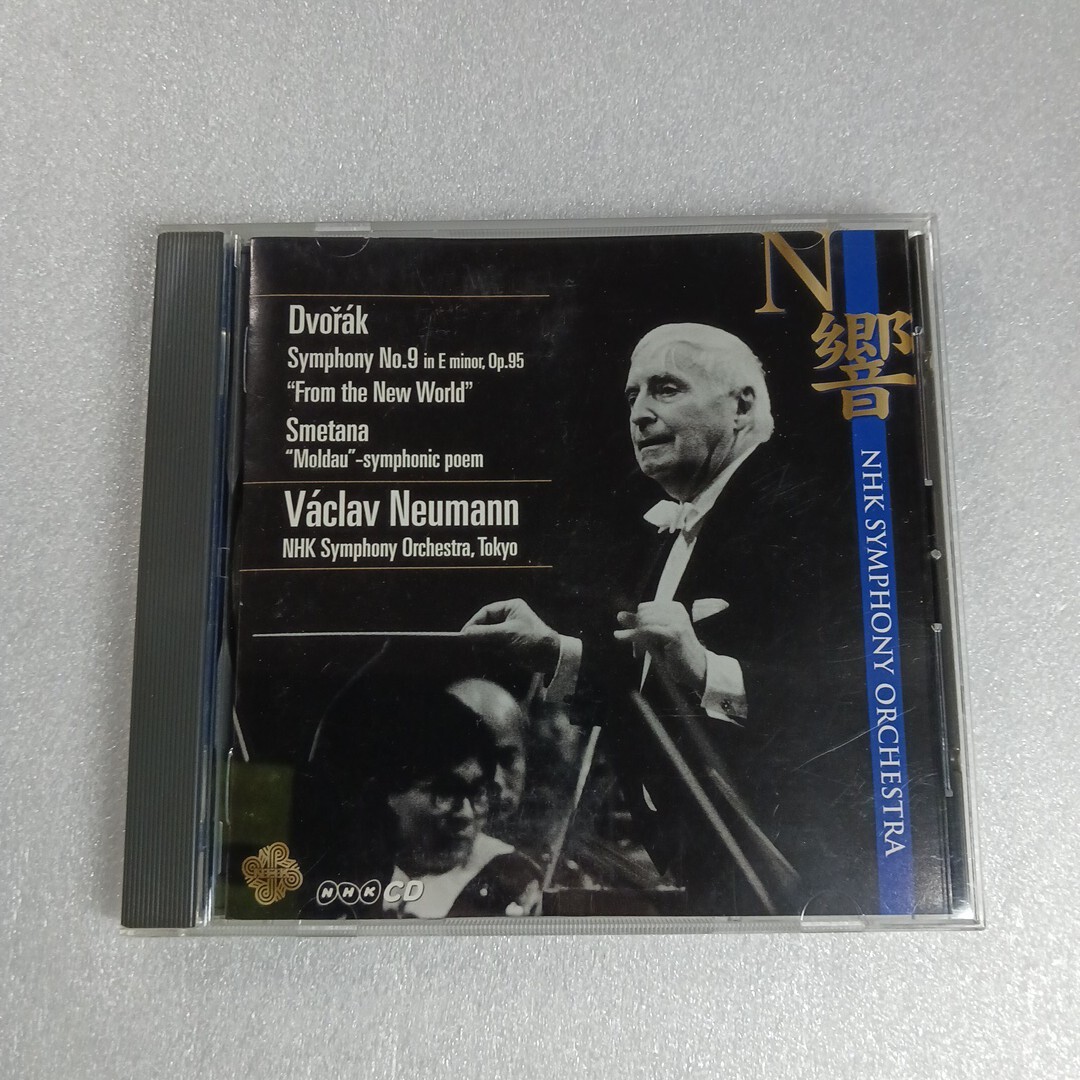 Dvořák
Symphony No.9 in E minor, Op.95
“From the New World”
Smetana
“Moldau”-symphonic poem
Václav Neumann
NHK Symphony Orchestra, Tokyo
N
響
NHK SYMPHONY ORCHESTRA
NHK CD